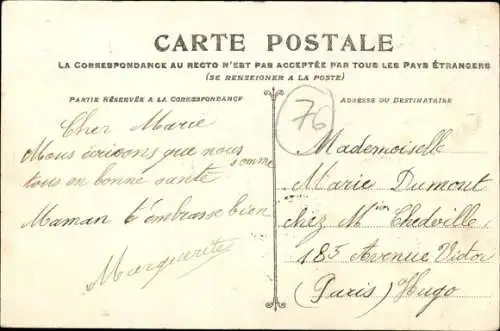 CARTE POSTALE
LA CORRESPONDANCE AU RECTO N'EST PAS ACCEPTÉE PAR TOUS LES PAYS ÉTRANGERS
(SE RENSEIGNER A LA POSTE)
PARTIE RÉSERVÉE A LA CORRESPONDANCE
Cher Marie
Nous écrivons que nous somme
tous en bonne santé
Maman t'embrasse bien
Marguerite
ADRESSE DU DESTINATAIRE
76
Mademoiselle
Marie Dumont
chez Mr Chedville,
185 Avenue Victor
(Paris) Hugo